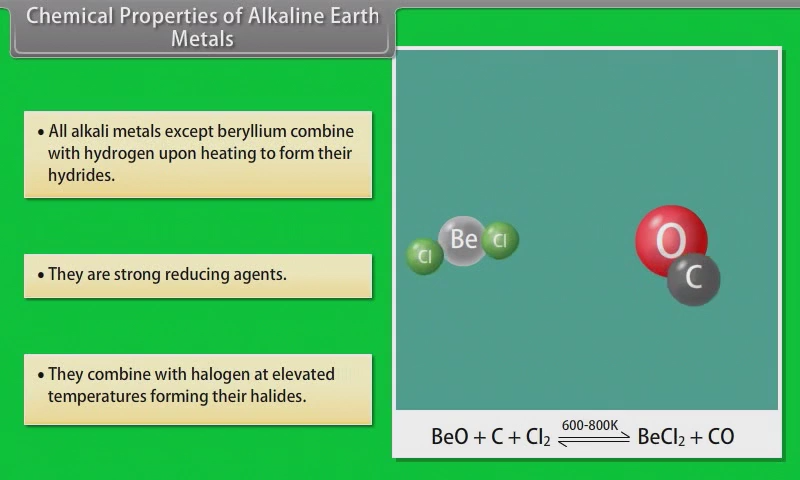 Chemical Properties of Alkaline Earth
Metals
• All alkali metals except beryllium combine
with hydrogen upon heating to form their
hydrides.
• They are strong reducing agents.
• They combine with halogen at elevated
temperatures forming their halides.
Cl Be Cl
O
C
600-800K
BeO + C + Cl₂ ⇌ BeCl₂ + CO